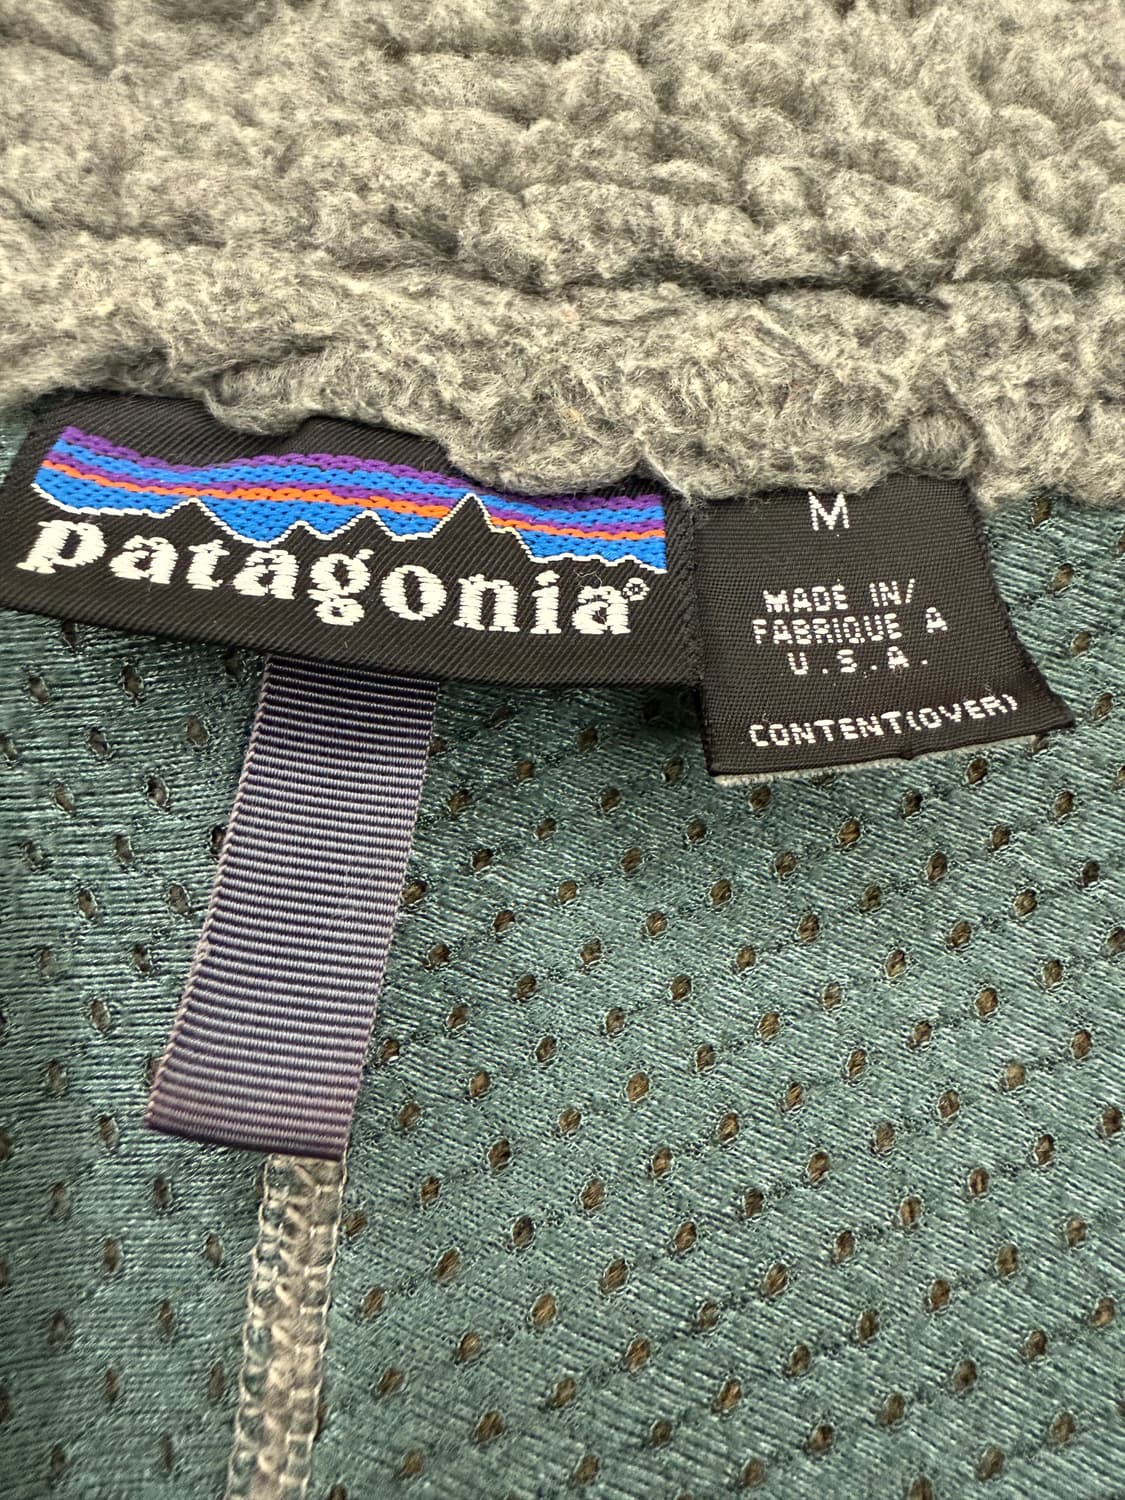 patagonia®
M
MADE IN/
FABRIQUE A
U.S.A.
CONTENT(OVER)